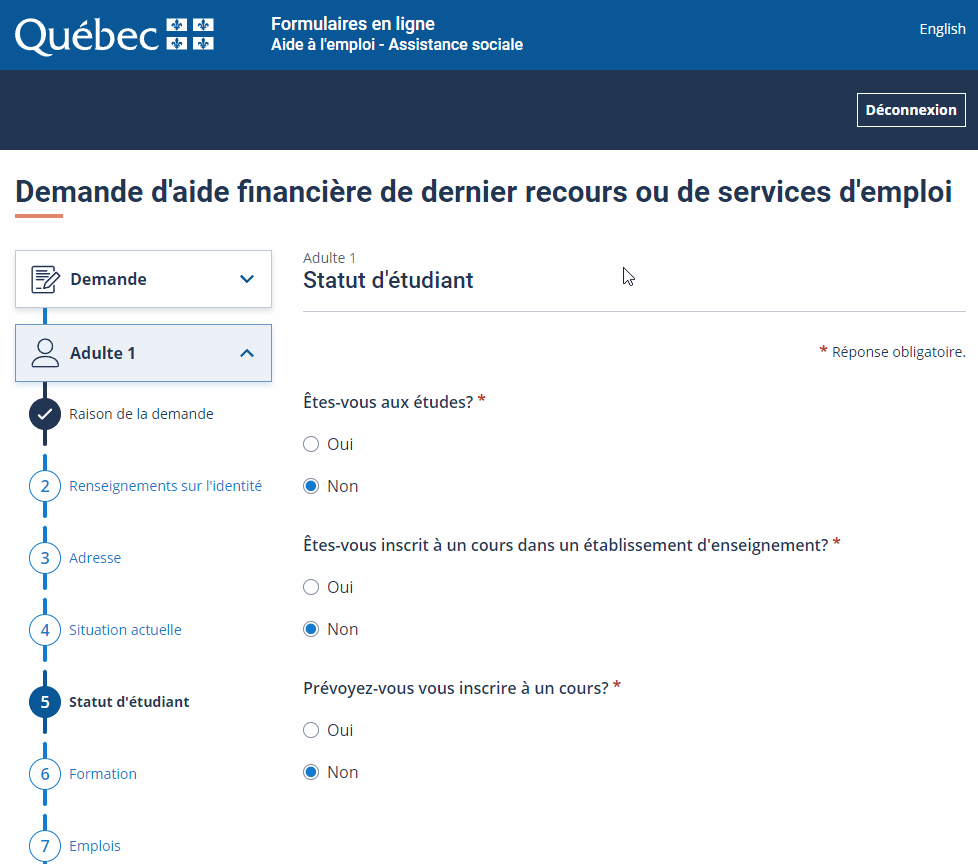 Québec
Formulaires en ligne
Aide à l'emploi - Assistance sociale
English
Déconnexion
Demande d'aide financière de dernier recours ou de services d'emploi
Demande
Adulte 1
Raison de la demande
2 Renseignements sur l'identité
3 Adresse
4 Situation actuelle
5 Statut d'étudiant
6 Formation
7 Emplois
Adulte 1
Statut d'étudiant
* Réponse obligatoire.
Êtes-vous aux études? *
Oui
Non
Êtes-vous inscrit à un cours dans un établissement d'enseignement? *
Oui
Non
Prévoyez-vous vous inscrire à un cours? *
Oui
Non